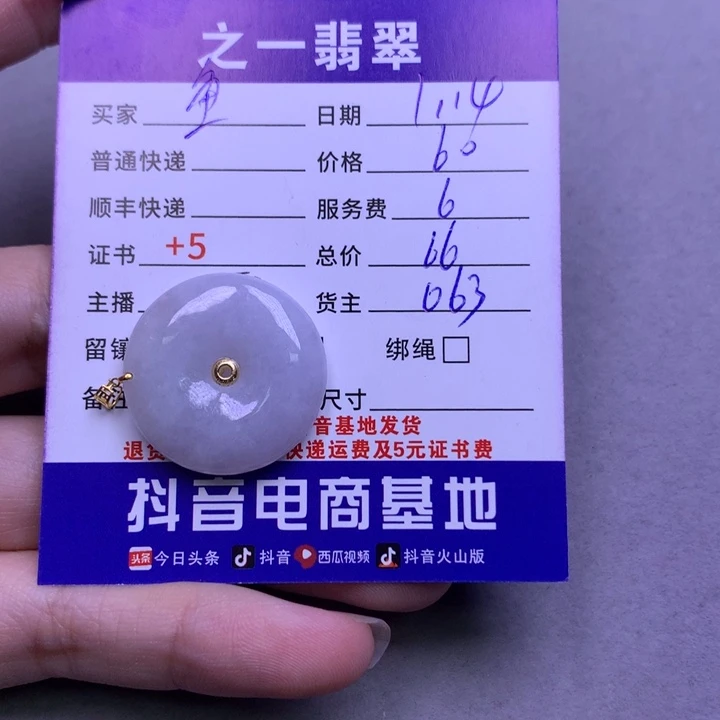 之一翡翠
买家 鱼 日期 1.14
普通快递 价格 60
顺丰快递 服务费 6
证书 +5 总价 66
主播 货主 063
留镶 绑绳
备注 尺寸
音基地发货
退货 快递运费及5元证书费
抖音电商基地
头条 今日头条 抖音 西瓜视频 抖音火山版